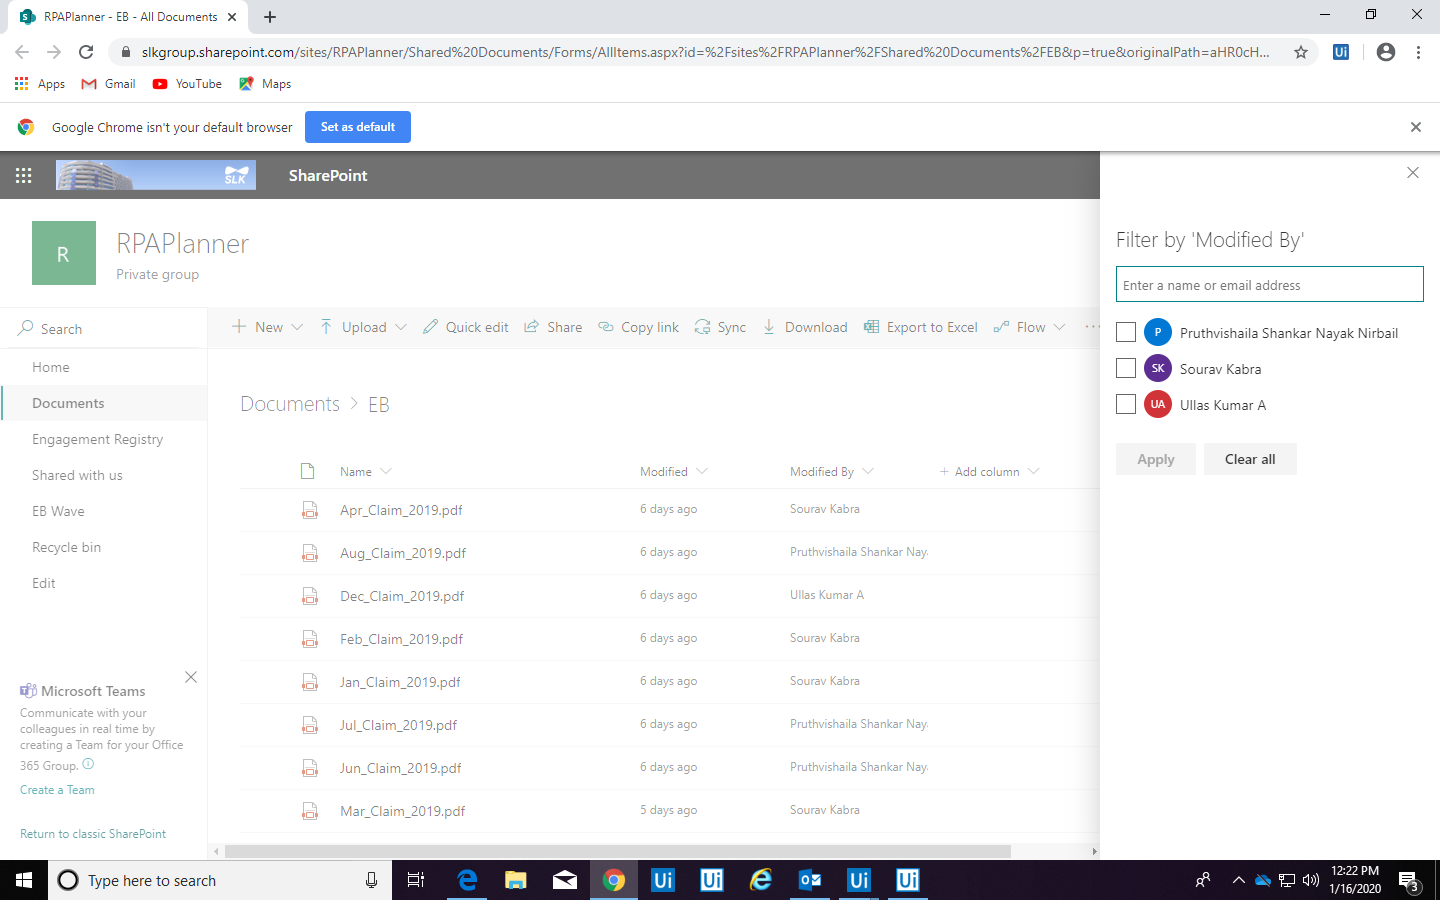 RPAPlanner - EB - All Documents
slkgroup.sharepoint.com/sites/RPAPlanner/Shared%20Documents/Forms/AllItems.aspx?id=%2Fsites%2FRPAPlanner%2FShared%20Documents%2FEB&p=true&originalPath=aHR0cH...
Ui
Apps Gmail YouTube Maps
Google Chrome isn't your default browser Set as default
SLK SharePoint
R
RPAPlanner
Private group
Search
Home
Documents
Engagement Registry
Shared with us
EB Wave
Recycle bin
Edit
Microsoft Teams
Communicate with your
colleagues in real time by
creating a Team for your Office
365 Group.
Create a Team
Return to classic SharePoint
New Upload Quick edit Share Copy link Sync Download Export to Excel Flow ...
Documents > EB
Name Modified Modified By + Add column
Apr_Claim_2019.pdf 6 days ago Sourav Kabra
Aug_Claim_2019.pdf 6 days ago Pruthvishaila Shankar Nay
Dec_Claim_2019.pdf 6 days ago Ullas Kumar A
Feb_Claim_2019.pdf 6 days ago Sourav Kabra
Jan_Claim_2019.pdf 6 days ago Sourav Kabra
Jul_Claim_2019.pdf 6 days ago Pruthvishaila Shankar Nay
Jun_Claim_2019.pdf 6 days ago Pruthvishaila Shankar Nay
Mar_Claim_2019.pdf 5 days ago Sourav Kabra
Filter by 'Modified By'
Enter a name or email address
P Pruthvishaila Shankar Nayak Nirbail
SK Sourav Kabra
UA Ullas Kumar A
Apply Clear all
Type here to search
Ui Ui Ui Ui
12:22 PM
1/16/2020
3